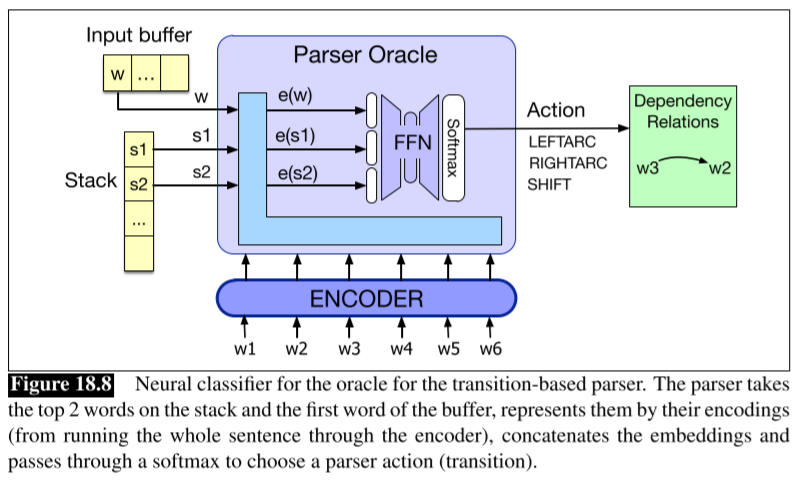 Input buffer
w ...
Parser Oracle
w
e(w)
s1
s1
e(s1)
Stack
s2
s2
e(s2)
...
FFN
Softmax
Action
LEFTARC
RIGHTARC
SHIFT
Dependency
Relations
w3 w2
ENCODER
w1 w2 w3 w4 w5 w6
Figure 18.8 Neural classifier for the oracle for the transition-based parser. The parser takes
the top 2 words on the stack and the first word of the buffer, represents them by their encodings
(from running the whole sentence through the encoder), concatenates the embeddings and
passes through a softmax to choose a parser action (transition).